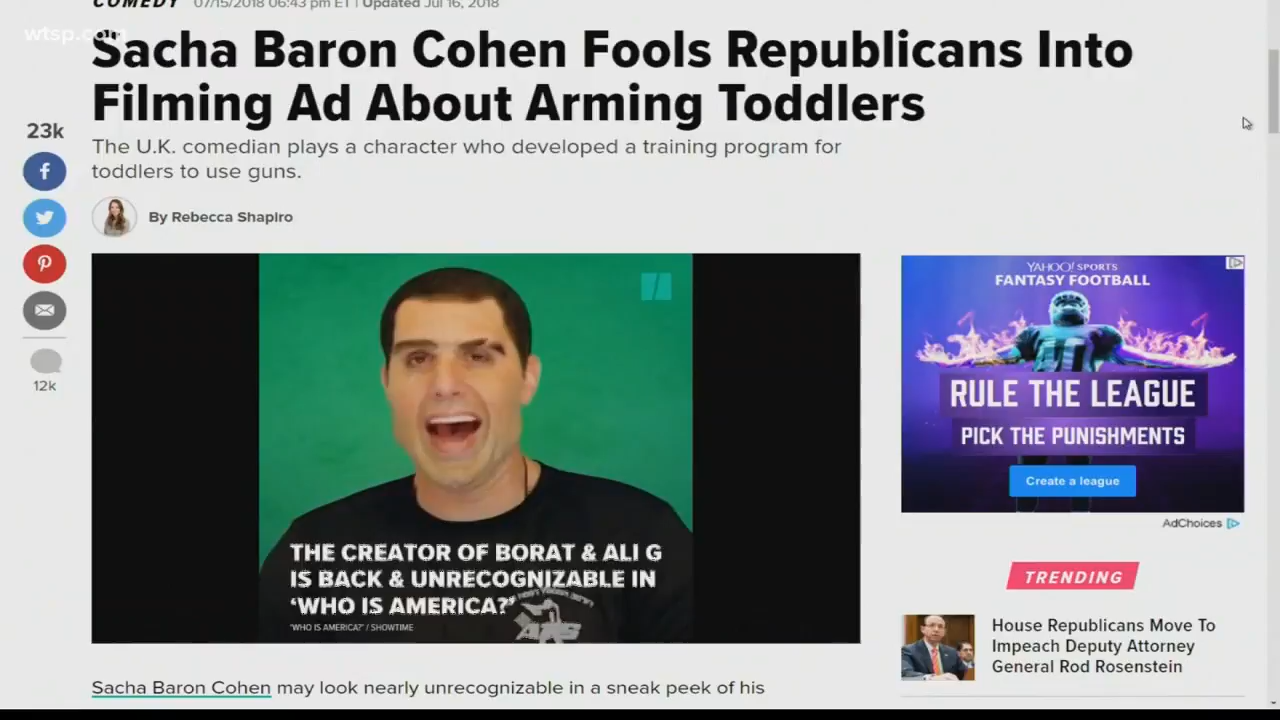 COMEDY 07/15/2018 06:43 pm ET | Updated Jul 16, 2018
wtsp.com
Sacha Baron Cohen Fools Republicans Into
Filming Ad About Arming Toddlers
The U.K. comedian plays a character who developed a training program for
toddlers to use guns.
By Rebecca Shapiro
23k
12k
THE CREATOR OF BORAT & ALI G
IS BACK & UNRECOGNIZABLE IN
‘WHO IS AMERICA?’
"WHO IS AMERICA?" / SHOWTIME
YAHOO! SPORTS
FANTASY FOOTBALL
RULE THE LEAGUE
PICK THE PUNISHMENTS
Create a league
AdChoices
TRENDING
House Republicans Move To
Impeach Deputy Attorney
General Rod Rosenstein
Sacha Baron Cohen may look nearly unrecognizable in a sneak peek of his